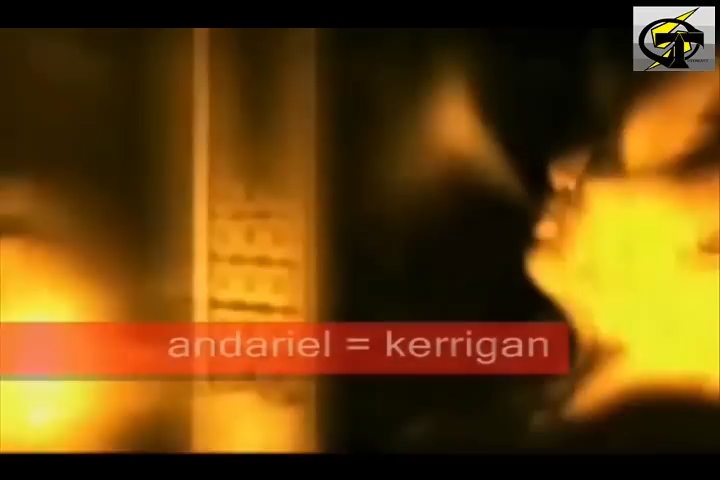 andariel = kerrigan